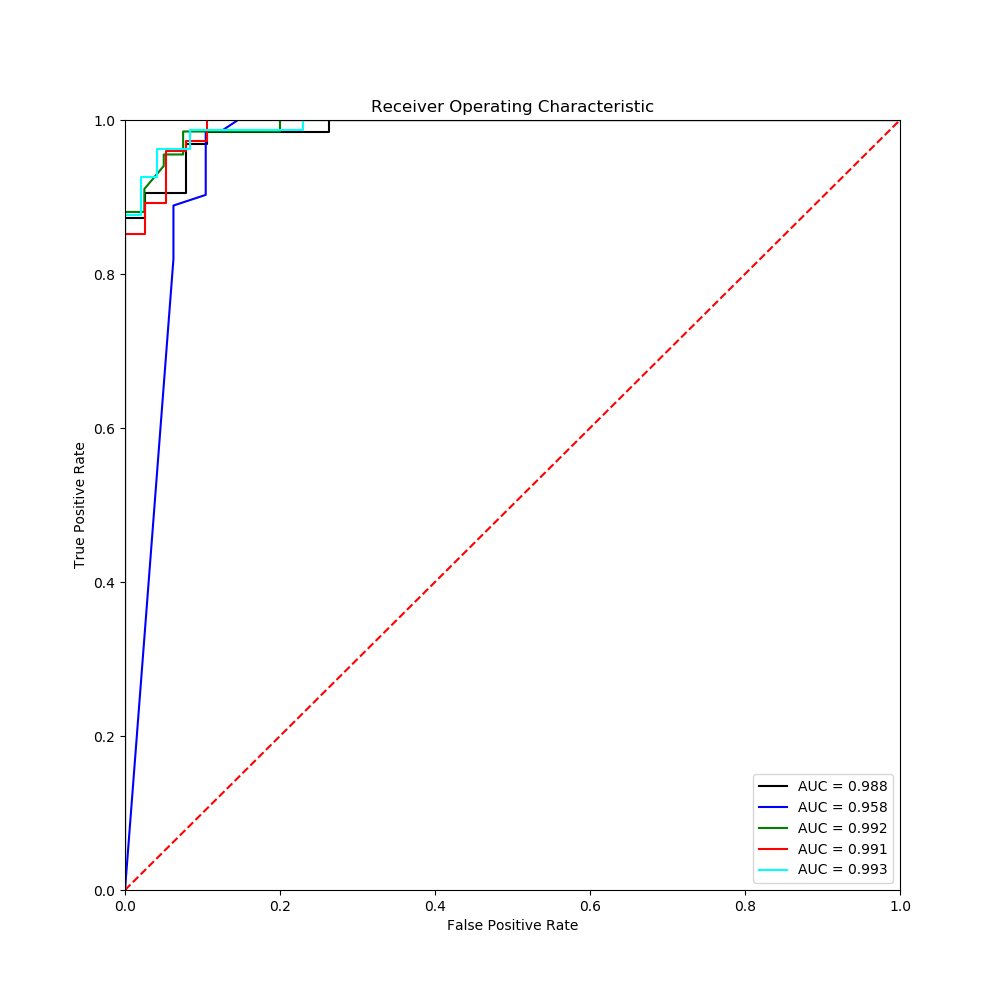 Receiver Operating Characteristic
True Positive Rate
1.0
0.8
0.6
0.4
0.2
0.0
0.0 0.2 0.4 0.6 0.8 1.0
False Positive Rate
AUC = 0.988
AUC = 0.958
AUC = 0.992
AUC = 0.991
AUC = 0.993